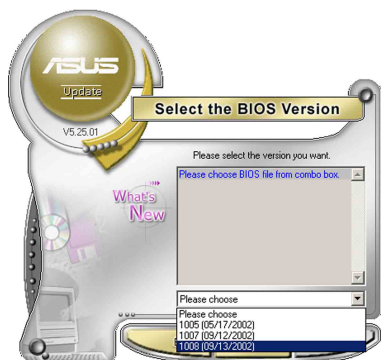 ASUS
Update
V5.25.01
Select the BIOS Version
Please select the version you want.
Please choose BIOS file from combo box.
What's
New
Please choose
Please choose
1005 (05/17/2002)
1007 (09/12/2002)
1008 (09/13/2002)